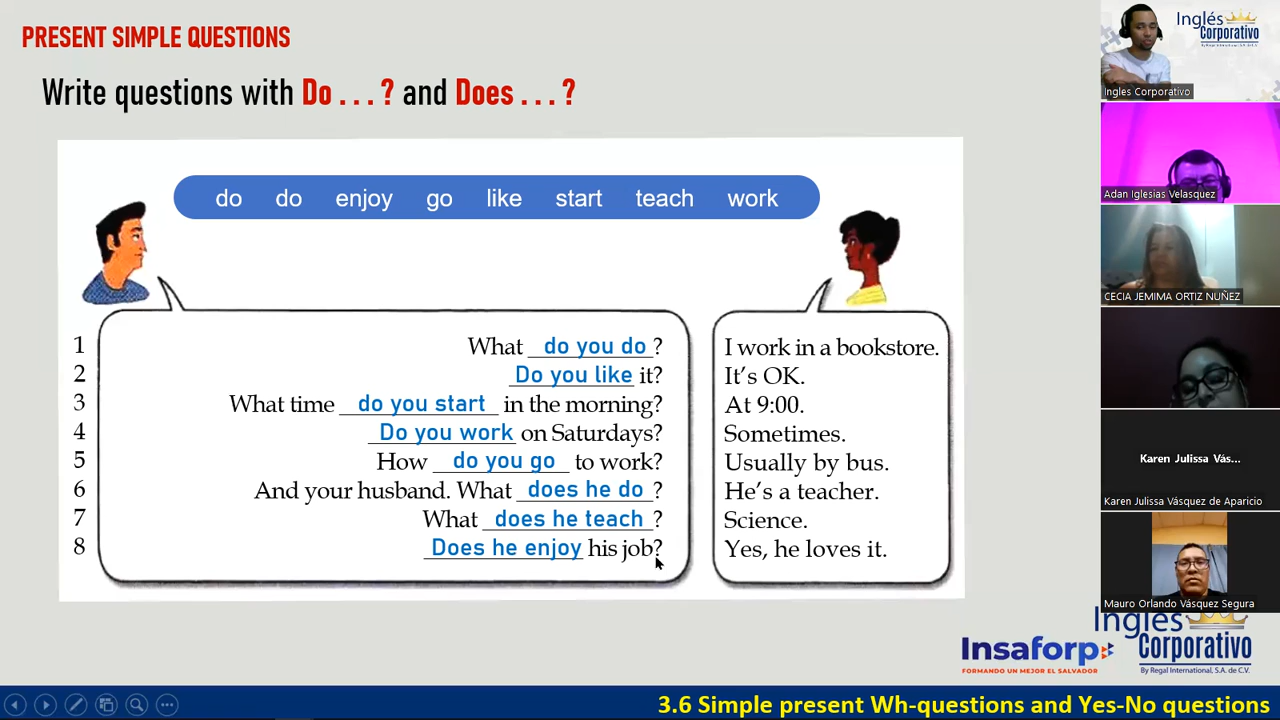 PRESENT SIMPLE QUESTIONS
Write questions with Do . . . ? and Does . . . ?
do do enjoy go like start teach work
1 What do you do ? I work in a bookstore.
2 Do you like it? It's OK.
3 What time do you start in the morning? At 9:00.
4 Do you work on Saturdays? Sometimes.
5 How do you go to work? Usually by bus.
6 And your husband. What does he do ? He's a teacher.
7 What does he teach ? Science.
8 Does he enjoy his job? Yes, he loves it.
Inglés
Corporativo
By Regal International, S.A. de C.V.
Ingles Corporativo
Adan Iglesias Velasquez
CECIA JEMIMA ORTIZ NUÑEZ
Karen Julissa Vás...
Karen Julissa Vásquez de Aparicio
Mauro Orlando Vásquez Segura
Insaforp
FORMANDO UN MEJOR EL SALVADOR
Inglés
Corporativo
By Regal International, S.A. de C.V.
3.6 Simple present Wh-questions and Yes-No questions